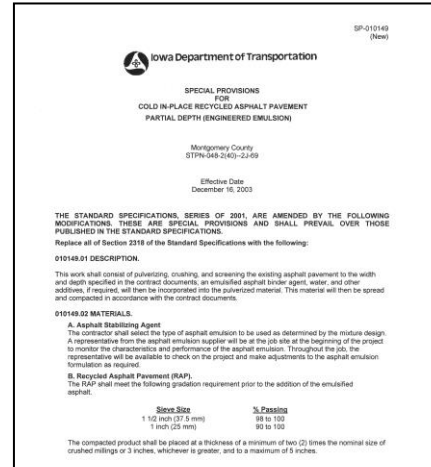 SP-010149
(New)
Iowa Department of Transportation
SPECIAL PROVISIONS
FOR
COLD IN-PLACE RECYCLED ASPHALT PAVEMENT
PARTIAL DEPTH (ENGINEERED EMULSION)
Montgomery County
STPN-048-2(40)--2J-69
Effective Date
December 16, 2003
THE STANDARD SPECIFICATIONS, SERIES OF 2001, ARE AMENDED BY THE FOLLOWING
MODIFICATIONS. THESE ARE SPECIAL PROVISIONS AND SHALL PREVAIL OVER THOSE
PUBLISHED IN THE STANDARD SPECIFICATIONS.
Replace all of Section 2318 of the Standard Specifications with the following:
010149.01 DESCRIPTION.
This work shall consist of pulverizing, crushing, and screening the existing asphalt pavement to the width
and depth specified in the contract documents, an emulsified asphalt binder agent, water, and other
additives, if required, will then be incorporated into the pulverized material. This material will then be spread
and compacted in accordance with the contract documents.
010149.02 MATERIALS.
A. Asphalt Stabilizing Agent
The contractor shall select the type of asphalt emulsion to be used as determined by the mixture design.
A representative from the asphalt emulsion supplier will be at the job site at the beginning of the project
to monitor the characteristics and performance of the asphalt emulsion. Throughout the job, the
representative will be available to check on the project and make adjustments to the asphalt emulsion
formulation as required.
B. Recycled Asphalt Pavement (RAP).
The RAP shall meet the following gradation requirement prior to the addition of the emulsified
asphalt.
Sieve Size % Passing
1 1/2 inch (37.5 mm) 98 to 100
1 inch (25 mm) 90 to 100
The compacted product shall be placed at a thickness of a minimum of two (2) times the nominal size of
crushed millings or 3 inches, whichever is greater, and to a maximum of 5 inches.